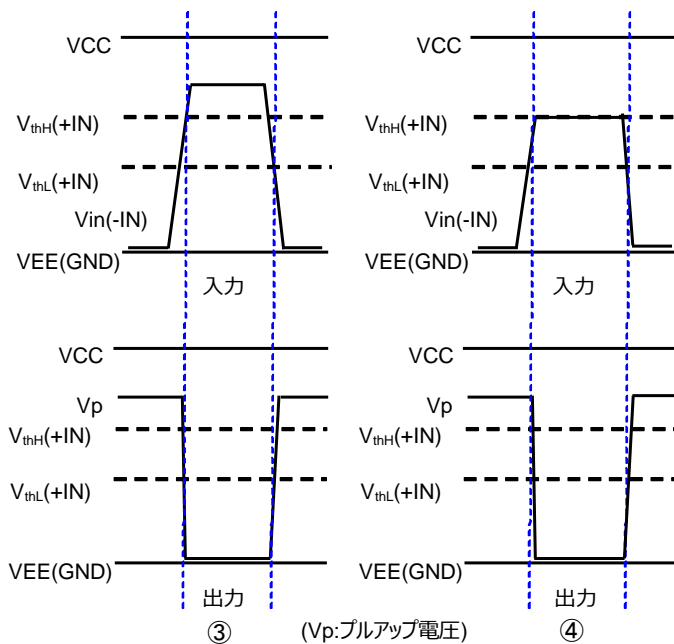 VCC
VthH(+IN)
VthL(+IN)
Vin(-IN)
VEE(GND)
入力
VCC
VthH(+IN)
VthL(+IN)
Vin(-IN)
VEE(GND)
入力
VCC
Vp
VthH(+IN)
VthL(+IN)
VEE(GND)
出力
③
VCC
Vp
VthH(+IN)
VthL(+IN)
VEE(GND)
出力
④
(Vp:プルアップ電圧)